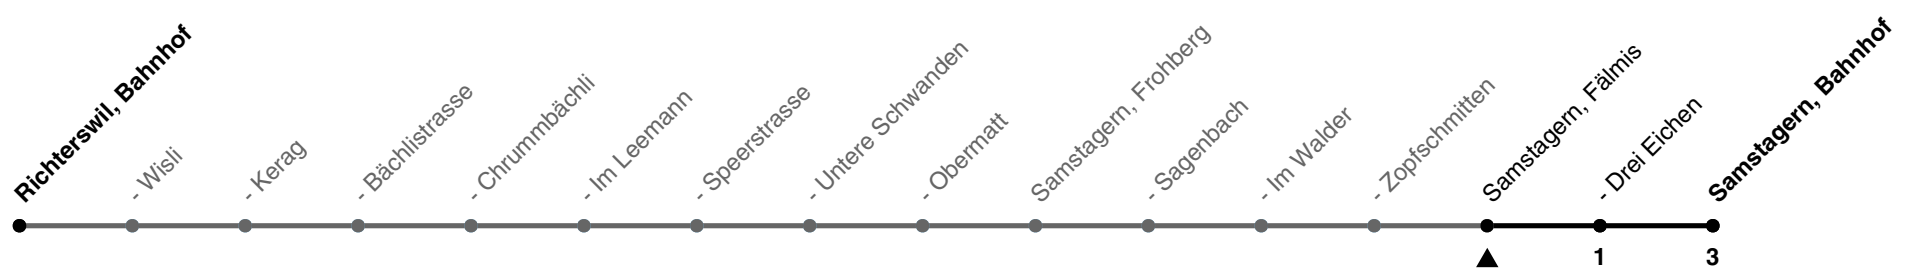 Richterswil, Bahnhof
- Wisli
- Kerag
- Bächlistrasse
- Chrummbächli
- Im Leemann
- Speerstrasse
- Untere Schwanden
- Obermatt
Samstagern, Frohberg
- Sagenbach
- Im Walder
- Zopfschmitten
Samstagern, Fälmis
- Drei Eichen
Samstagern, Bahnhof
1
3